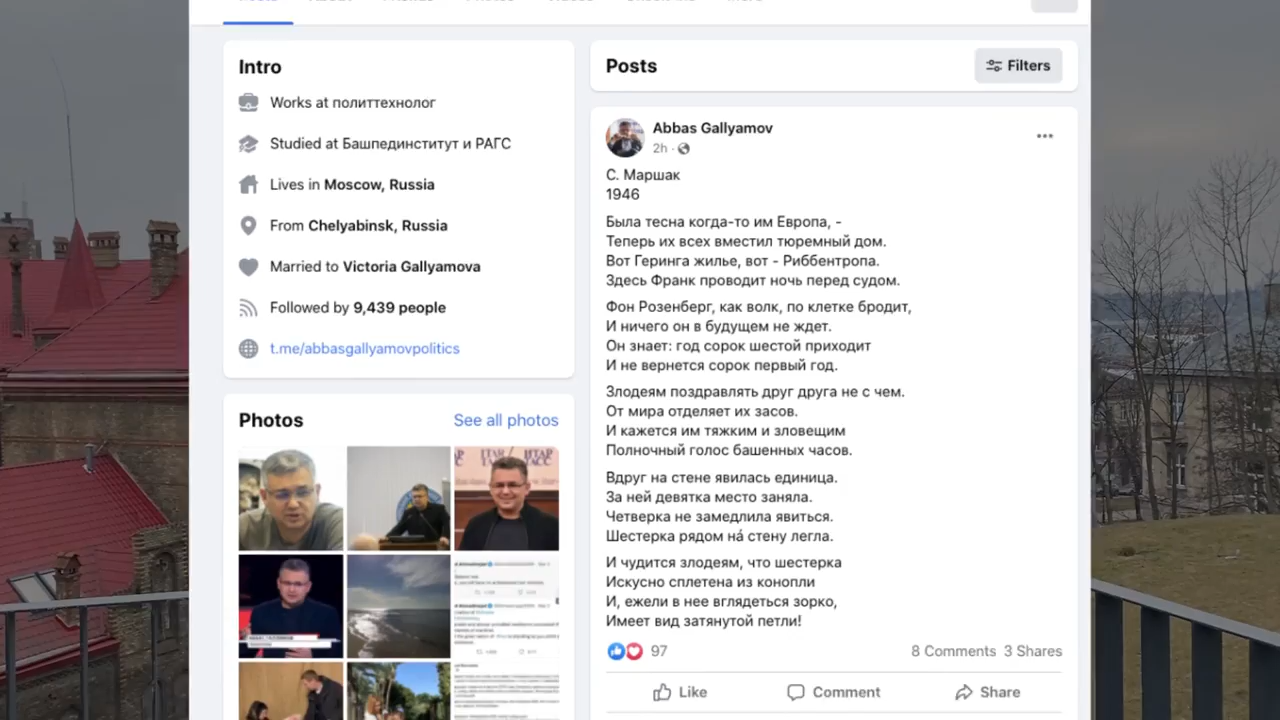 Intro
Works at политтехнолог
Studied at Башпединститут и РАГС
Lives in Moscow, Russia
From Chelyabinsk, Russia
Married to Victoria Gallyamova
Followed by 9,439 people
t.me/abbasgallyamovpolitics
Photos
See all photos
Posts
Filters
Abbas Gallyamov
2h
С. Маршак
1946
Была тесна когда-то им Европа, -
Теперь их всех вместил тюремный дом.
Вот Геринга жилье, вот - Риббентропа.
Здесь Франк проводит ночь перед судом.
Фон Розенберг, как волк, по клетке бродит,
И ничего он в будущем не ждет.
Он знает: год сорок шестой приходит
И не вернется сорок первый год.
Злодеям поздравлять друг друга не с чем.
От мира отделяет их засов.
И кажется им тяжким и зловещим
Полночный голос башенных часов.
Вдруг на стене явилась единица.
За ней девятка место заняла.
Четверка не замедлила явиться.
Шестерка рядом на́ стену легла.
И чудится злодеям, что шестерка
Искусно сплетена из конопли
И, ежели в нее вглядеться зорко,
Имеет вид затянутой петли!
97
8 Comments 3 Shares
Like
Comment
Share